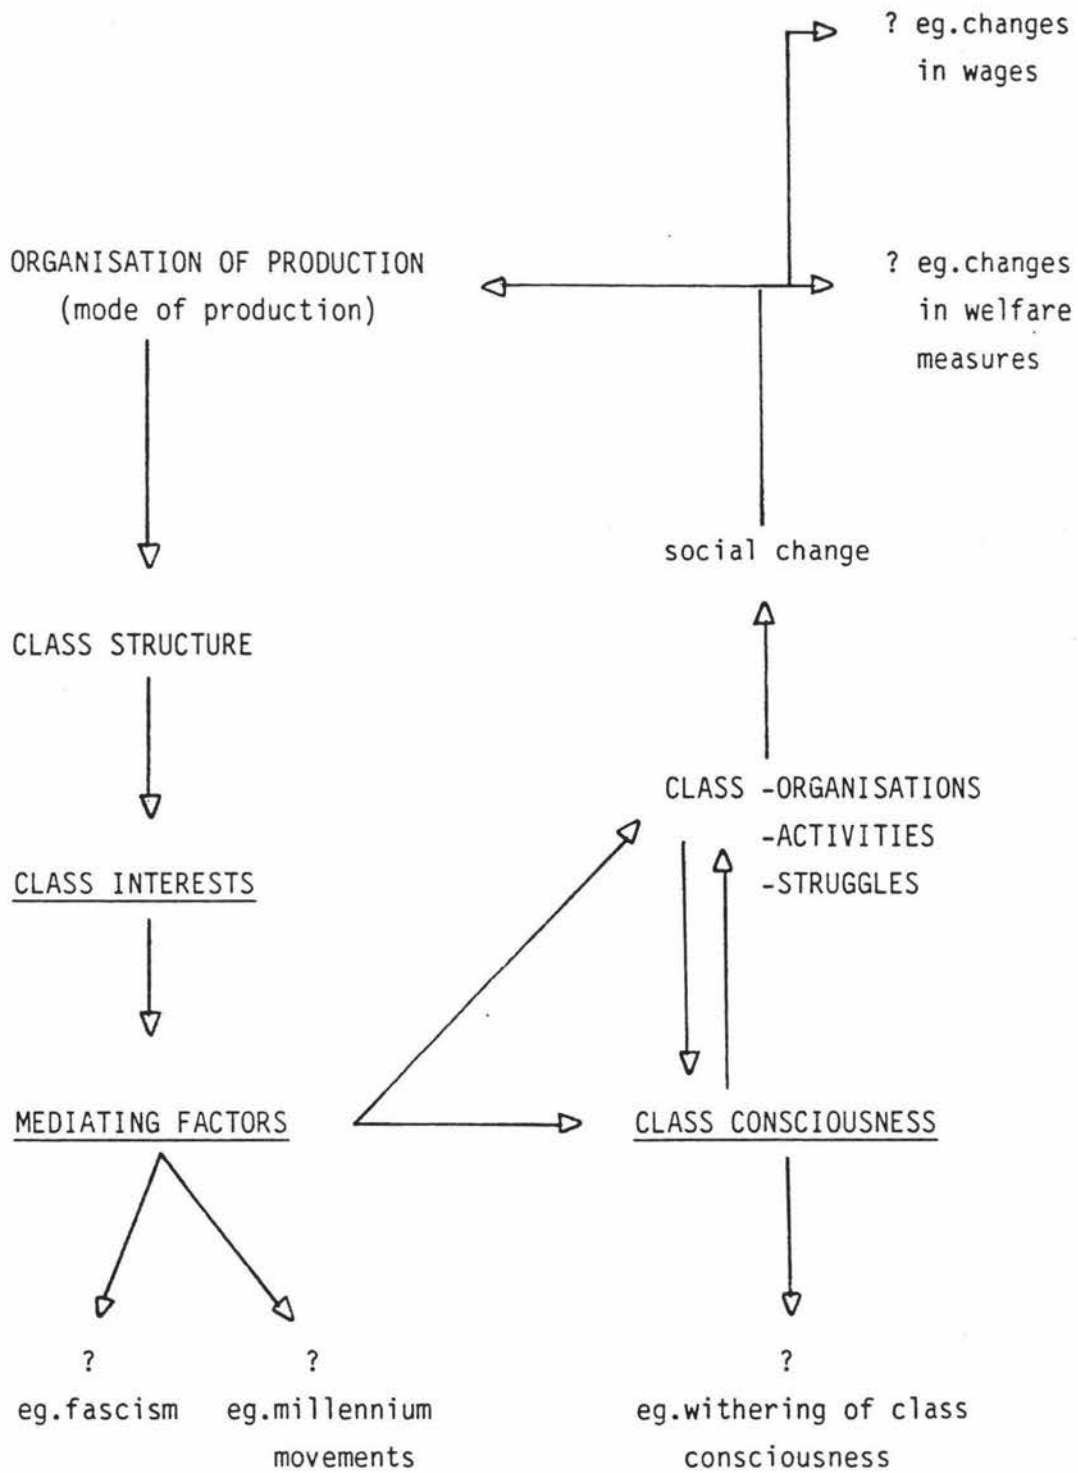 ? eg.changes
in wages
ORGANISATION OF PRODUCTION
(mode of production)
? eg.changes
in welfare
measures
social change
CLASS STRUCTURE
CLASS -ORGANISATIONS
-ACTIVITIES
-STRUGGLES
CLASS INTERESTS
MEDIATING FACTORS
CLASS CONSCIOUSNESS
?
eg.fascism
?
eg.millennium
movements
?
eg.withering of class
consciousness